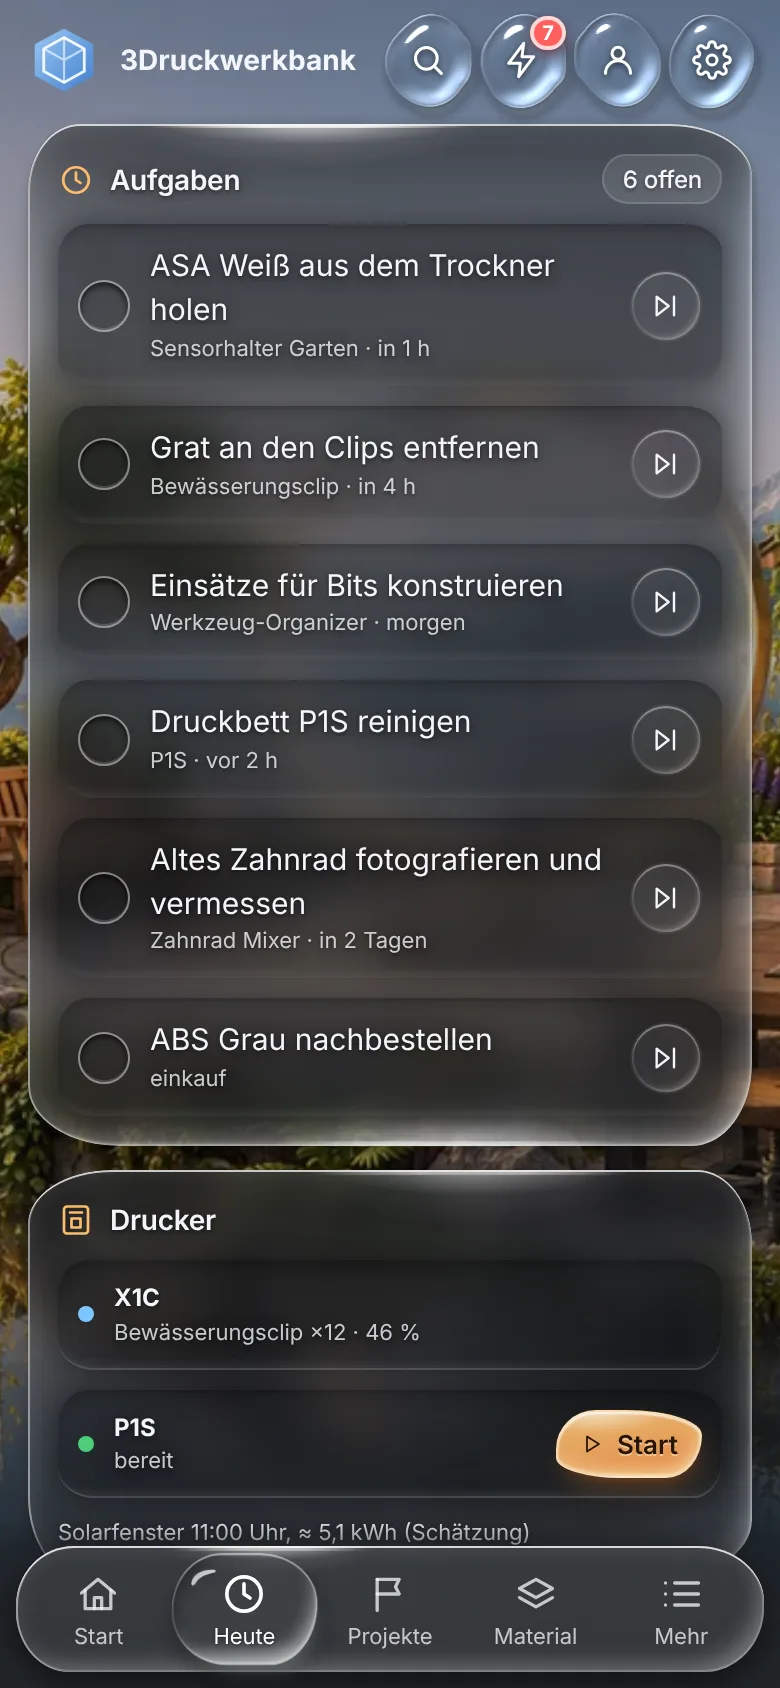 3Druckwerkbank
7
Aufgaben
6 offen
ASA Weiß aus dem Trockner
holen
Sensorhalter Garten · in 1 h
Grat an den Clips entfernen
Bewässerungsclip · in 4 h
Einsätze für Bits konstruieren
Werkzeug-Organizer · morgen
Druckbett P1S reinigen
P1S · vor 2 h
Altes Zahnrad fotografieren und
vermessen
Zahnrad Mixer · in 2 Tagen
ABS Grau nachbestellen
einkauf
Drucker
X1C
Bewässerungsclip ×12 · 46 %
P1S
bereit
Start
Solarfenster 11:00 Uhr, ≈ 5,1 kWh (Schätzung)
Start
Heute
Projekte
Material
Mehr